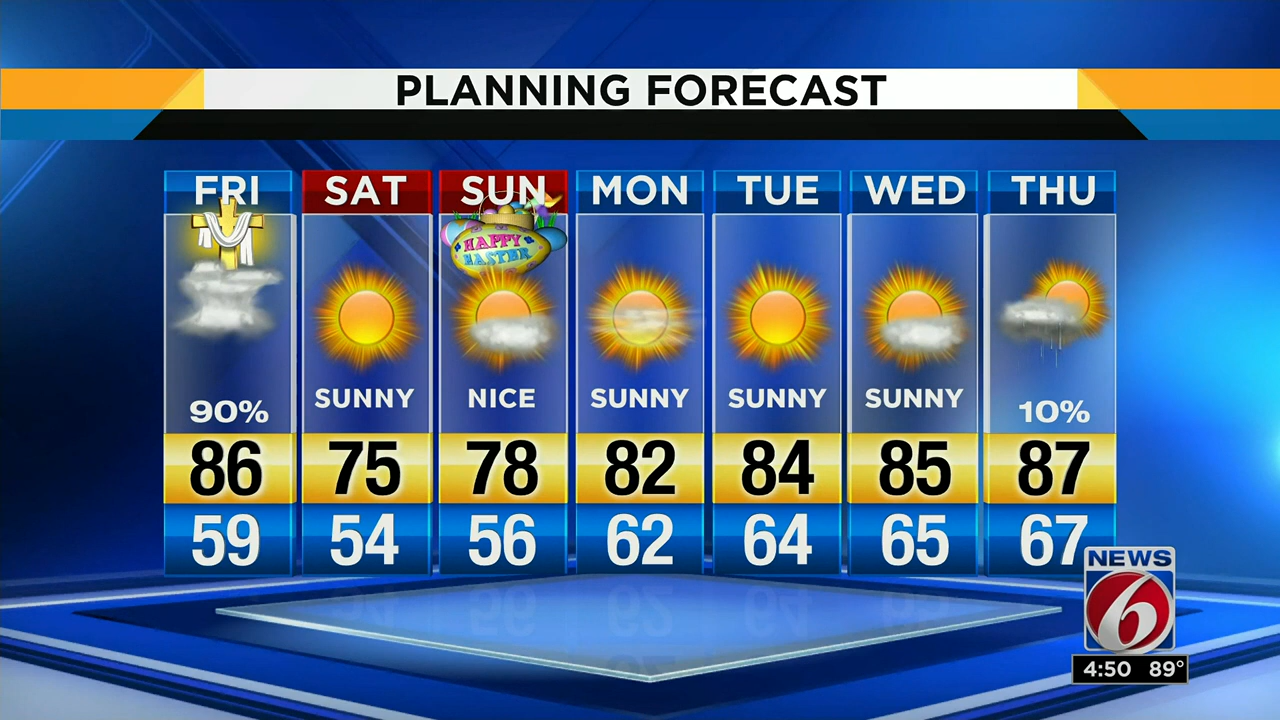 PLANNING FORECAST
FRI SAT SUN MON TUE WED THU
HAPPY
EASTER
90% SUNNY NICE SUNNY SUNNY SUNNY 10%
86 75 78 82 84 85 87
59 54 56 62 64 65 67
NEWS
6
4:50 89°